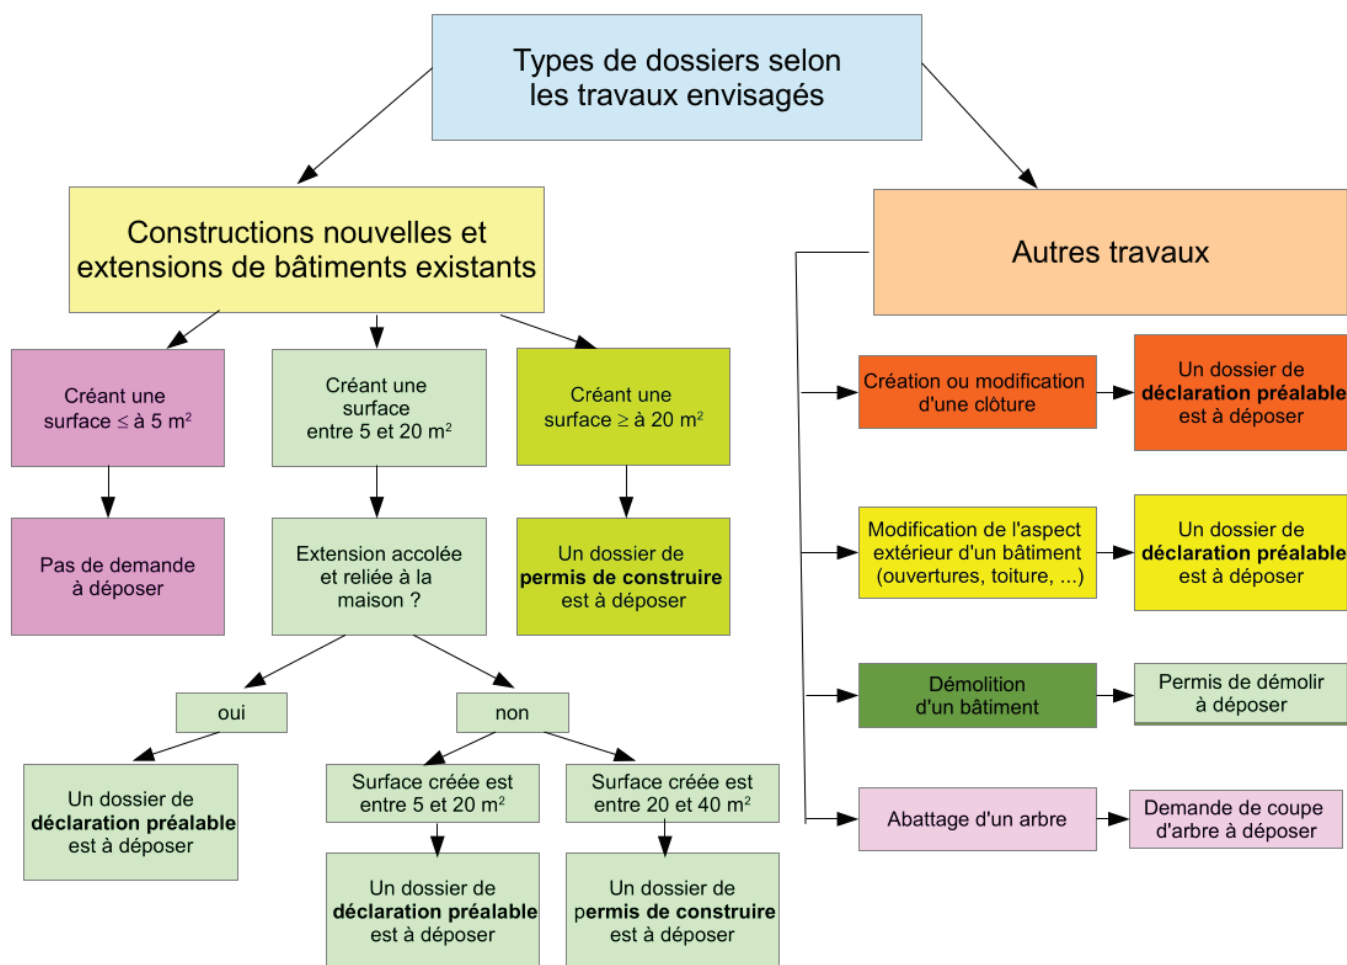 Types de dossiers selon
les travaux envisagés
Constructions nouvelles et
extensions de bâtiments existants
Autres travaux
Créant une
surface ≤ à 5 m²
Créant une
surface
entre 5 et 20 m²
Créant une
surface ≥ à 20 m²
Pas de demande
à déposer
Extension accolée
et reliée à la
maison ?
Un dossier de
permis de construire
est à déposer
oui
non
Un dossier de
déclaration préalable
est à déposer
Surface créée est
entre 5 et 20 m²
Surface créée est
entre 20 et 40 m²
Un dossier de
déclaration préalable
est à déposer
Un dossier de
permis de construire
est à déposer
Création ou modification
d'une clôture
Un dossier de
déclaration préalable
est à déposer
Modification de l'aspect
extérieur d'un bâtiment
(ouvertures, toiture, ...)
Un dossier de
déclaration préalable
est à déposer
Démolition
d'un bâtiment
Permis de démolir
à déposer
Abattage d'un arbre
Demande de coupe
d'arbre à déposer